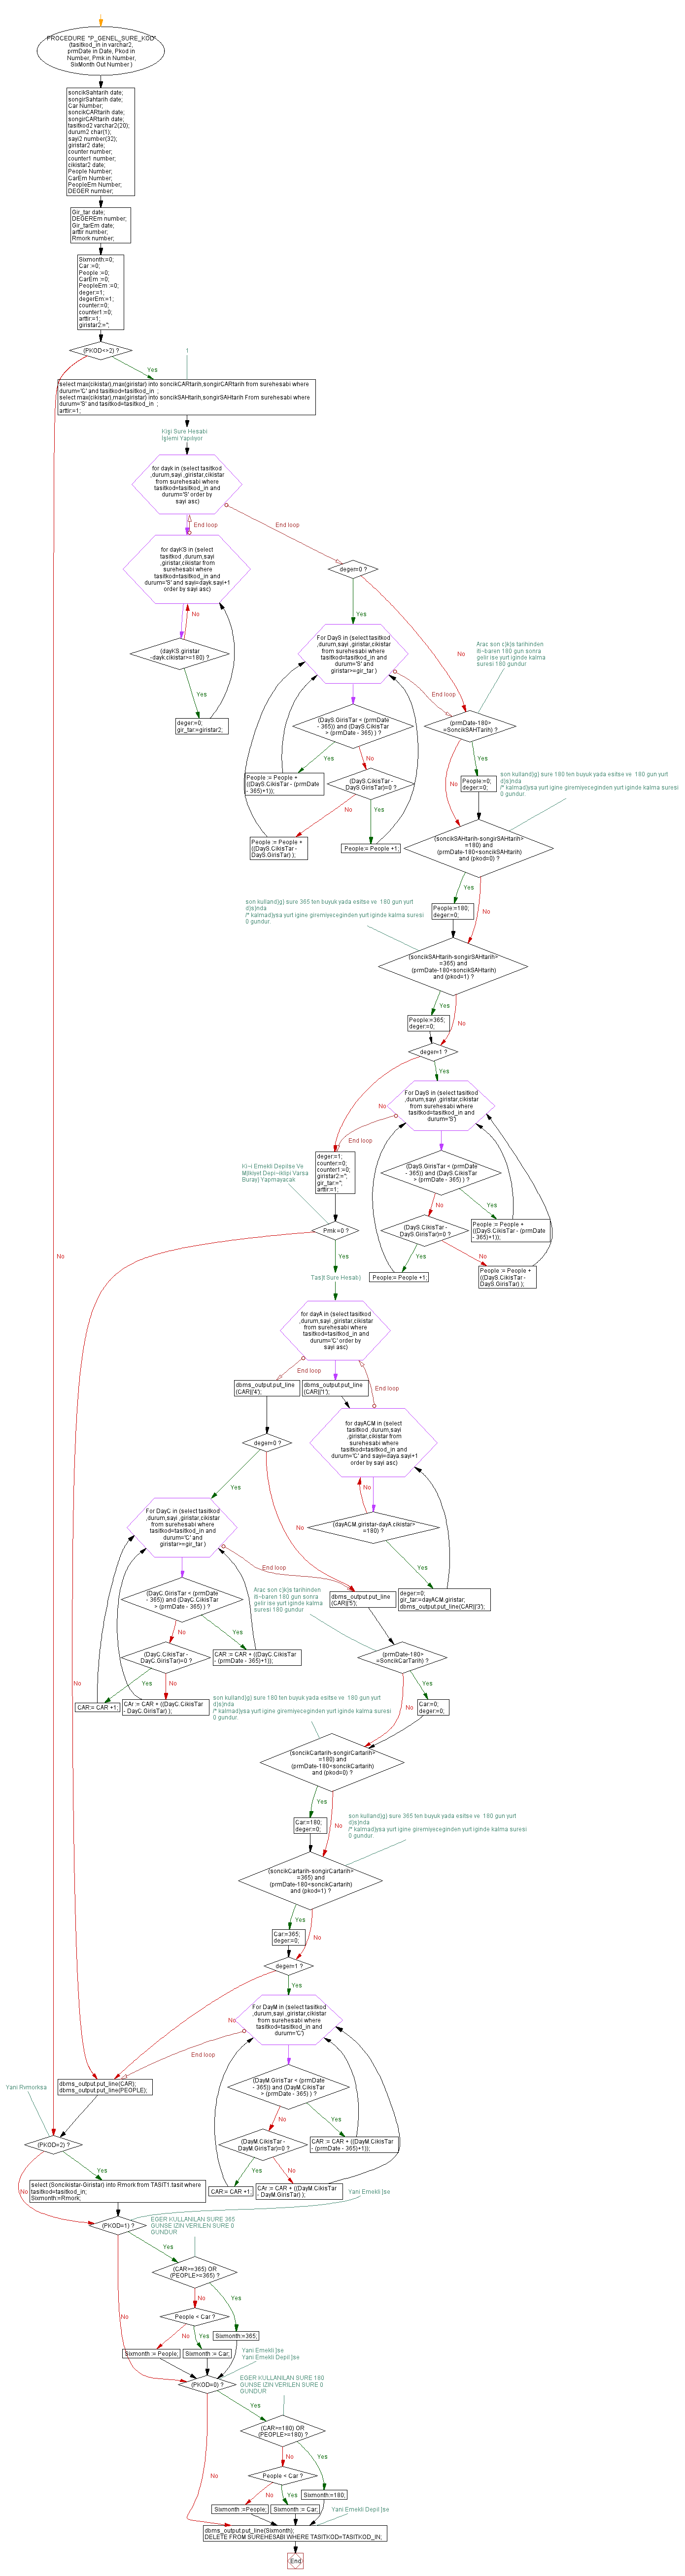 PROCEDURE "P_GENEL_SURE_KOD"
(tasitkod_in in varchar2,
prmDate in Date, Pkod in
Number, Pmk in Number,
SixMonth Out Number )
soncikSahtarih date;
songirSahtarih date;
Car Number;
soncikCARtarih date;
songirCARtarih date;
tasitkod2 varchar2(20);
durum2 char(1);
sayi2 number(32);
giristar2 date;
counter number;
counter1 number;
cikistar2 date;
People Number;
CarEm Number;
PeopleEm Number;
DEGER number;
Gir_tar date;
DEGEREm number;
Gir_tarEm date;
arttir number;
Rmork number;
Sixmonth:=0;
Car :=0;
People :=0;
CarEm :=0;
PeopleEm :=0;
deger:=1;
degerEm:=1;
counter:=0;
counter1:=0;
arttir:=1;
giristar2:='';
(PKOD<>2) ?
Yes
!
select max(cikistar),max(giristar) into soncikCARtarih,songirCARtarih from surehesabi where
durum='C' and tasitkod=tasitkod_in ;
select max(cikistar),max(giristar) into soncikSAHtarih,songirSAHtarih From surehesabi where
durum='S' and tasitkod=tasitkod_in ;
arttir:=1;
Kişi Sure Hesabi
İşlemi Yapılıyor
for dayk in (select tasitkod
,durum,sayi ,giristar,cikistar
from surehesabi where
tasitkod=tasitkod_in and
durum='S' order by
sayi asc)
End loop
End loop
for dayKS in (select
tasitkod ,durum,sayi
,giristar,cikistar from
surehesabi where
tasitkod=tasitkod_in and
durum='S' and sayi=dayk.sayi+1
order by sayi asc)
No
(dayKS.giristar
-dayk.cikistar>=180) ?
Yes
deger:=0;
gir_tar:=giristar2;
deger=0 ?
Yes
No
For DayS in (select tasitkod
,durum,sayi ,giristar,cikistar
from surehesabi where
tasitkod=tasitkod_in and
durum='S' and
giristar>=gir_tar )
End loop
Arac son c|k|s tarihinden
iti~baren 180 gun sonra
gelir ise yurt iginde kalma
suresi 180 gundur
(DayS.GirisTar < (prmDate
- 365)) and (DayS.CikisTar
> (prmDate - 365) ) ?
Yes
No
People := People +
((DayS.CikisTar - (prmDate
- 365)+1));
(DayS.CikisTar -
DayS.GirisTar)=0 ?
No
Yes
People := People +
((DayS.CikisTar -
DayS.GirisTar) );
People:= People +1;
(prmDate-180>
=SoncikSAHTarih) ?
Yes
No
People:=0;
deger:=0;
son kulland|g|) sure 180 ten buyuk yada esitse ve 180 gun yurt
d|s|nda
/* kalmad|ysa yurt igine giremiyeceginden yurt iginde kalma suresi
0 gundur.
(soncikSAHtarih-songirSAHtarih>
=180) and
(prmDate-180<soncikSAHtarih)
and (pkod=0) ?
Yes
No
People:=180;
deger:=0;
son kulland|g|) sure 365 ten buyuk yada esitse ve 180 gun yurt
d|s|nda
/* kalmad|ysa yurt igine giremiyeceginden yurt iginde kalma suresi
0 gundur.
(soncikSAHtarih-songirSAHtarih>
=365) and
(prmDate-180<soncikSAHtarih)
and (pkod=1) ?
Yes
No
People:=365;
deger:=0;
deger=1 ?
Yes
No
For DayS in (select tasitkod
,durum,sayi ,giristar,cikistar
from surehesabi where
tasitkod=tasitkod_in and
durum='S')
End loop
(DayS.GirisTar < (prmDate
- 365)) and (DayS.CikisTar
> (prmDate - 365) ) ?
No
Yes
(DayS.CikisTar -
DayS.GirisTar)=0 ?
People := People +
((DayS.CikisTar - (prmDate
- 365)+1));
Yes
No
People:= People +1;
People := People +
((DayS.CikisTar -
DayS.GirisTar) );
deger:=1;
counter:=0;
counter1:=0;
giristar2:='';
gir_tar:='';
arttir:=1;
Emekli Depilse Ve
Varsa
Yapmayacak
Pmk =0 ?
No
Yes
Tas|t Sure Hesab|)
for dayA in (select tasitkod
,durum,sayi ,giristar,cikistar
from surehesabi where
tasitkod=tasitkod_in and
durum='C' order by
sayi asc)
End loop
dbms_output.put_line
(CAR||'4');
dbms_output.put_line
(CAR||'1');
End loop
for dayACM in (select
tasitkod ,durum,sayi
,giristar,cikistar from
surehesabi where
tasitkod=tasitkod_in and
durum='C' and sayi=daya.sayi+1
order by sayi asc)
deger=0 ?
Yes
No
No
(dayACM.giristar-dayA.cikistar>
=180) ?
Yes
deger:=0;
gir_tar:=dayACM.giristar;
dbms_output.put_line(CAR||'3');
For DayC in (select tasitkod
,durum,sayi ,giristar,cikistar
from surehesabi where
tasitkod=tasitkod_in and
durum='C' and
giristar>=gir_tar )
End loop
Arac son c|k|s tarihinden
iti~baren 180 gun sonra
gelir ise yurt iginde kalma
suresi 180 gundur
dbms_output.put_line
(CAR||'5');
(DayC.GirisTar < (prmDate
- 365)) and (DayC.CikisTar
> (prmDate - 365) ) ?
No
Yes
(DayC.CikisTar -
DayC.GirisTar)=0 ?
CAR := CAR + ((DayC.CikisTar
- (prmDate - 365)+1));
Yes
No
CAR:= CAR +1;
CAr := CAR + ((DayC.CikisTar
- DayC.GirisTar) );
(prmDate-180>
=SoncikCarTarih) ?
Yes
No
Car:=0;
deger:=0;
son kulland|g|) sure 180 ten buyuk yada esitse ve 180 gun yurt
d|s|nda
/* kalmad|ysa yurt igine giremiyeceginden yurt iginde kalma suresi
0 gundur.
(soncikCartarih-songirCartarih>
=180) and
(prmDate-180<soncikCartarih)
and (pkod=0) ?
Yes
No
Car:=180;
deger:=0;
son kulland|g|) sure 365 ten buyuk yada esitse ve 180 gun yurt
d|s|nda
/* kalmad|ysa yurt igine giremiyeceginden yurt iginde kalma suresi
0 gundur.
(soncikCartarih-songirCartarih>
=365) and
(prmDate-180<soncikCartarih)
and (pkod=1) ?
Yes
No
Car:=365;
deger:=0;
deger=1 ?
Yes
No
For DayM in (select tasitkod
,durum,sayi ,giristar,cikistar
from surehesabi where
tasitkod=tasitkod_in and
durum='C')
End loop
(DayM.GirisTar < (prmDate
- 365)) and (DayM.CikisTar
> (prmDate - 365) ) ?
No
Yes
(DayM.CikisTar -
DayM.GirisTar)=0 ?
CAR := CAR + ((DayM.CikisTar
- (prmDate - 365)+1));
Yes
No
CAR:= CAR +1;
CAr := CAR + ((DayM.CikisTar
- DayM.GirisTar) );
No
No
dbms_output.put_line(CAR);
dbms_output.put_line(PEOPLE);
Yani Rvmorksa
(PKOD=2) ?
Yes
No
select (Soncikistar-Giristar) into Rmork from TASIT1.tasit where
tasitkod=tasitkod_in;
Sixmonth:=Rmork;
Yani Emekli |se
(PKOD=1) ?
Yes
No
EGER KULLANILAN SURE 365
GUNSE IZIN VERILEN SURE 0
GUNDUR
(CAR>=365) OR
(PEOPLE>=365) ?
No
Yes
People < Car ?
Sixmonth:=365;
No
Yes
Sixmonth := People;
Sixmonth := Car;
Yani Emekli |se
Yani Emekli Depil |se
(PKOD=0) ?
Yes
No
EGER KULLANILAN SURE 180
GUNSE IZIN VERILEN SURE 0
GUNDUR
(CAR>=180) OR
(PEOPLE>=180) ?
No
Yes
People < Car ?
Sixmonth:=180;
No
Yes
Sixmonth :=People;
Sixmonth := Car;
Yani Emekli Depil |se
dbms_output.put_line(Sixmonth);
DELETE FROM SUREHESABI WHERE TASITKOD=TASITKOD_IN;
(End)